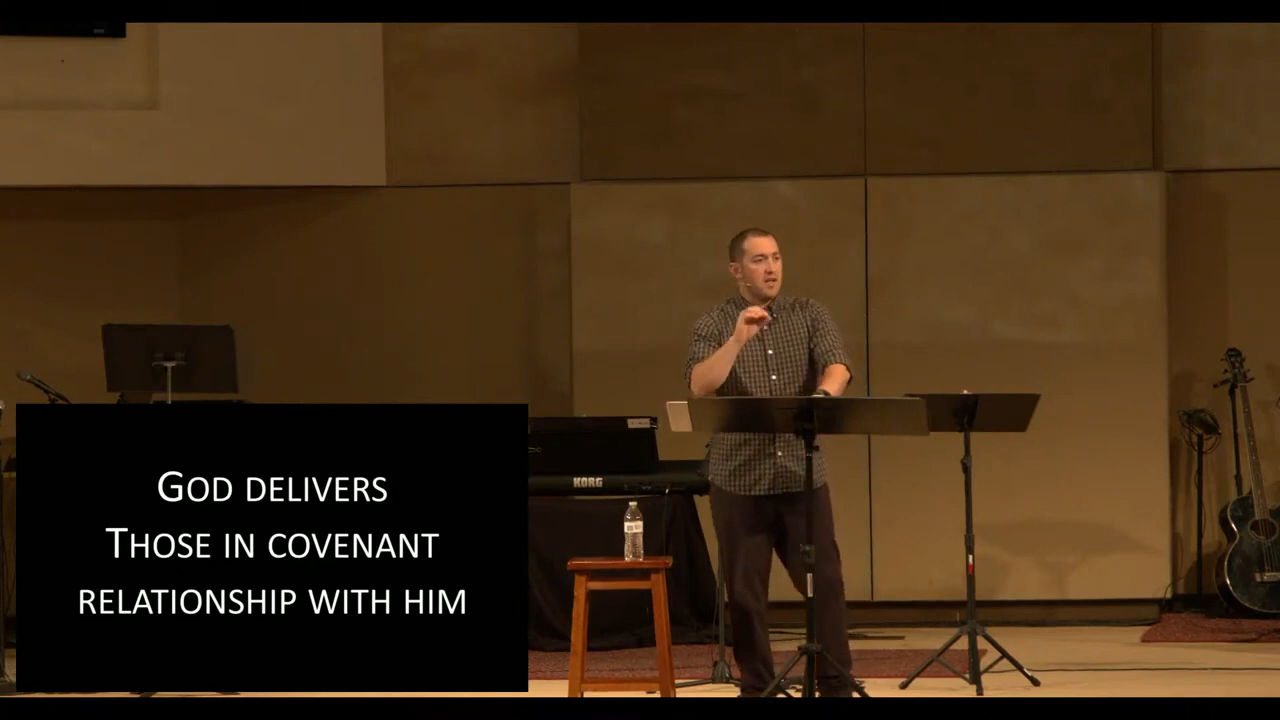 God delivers
Those in covenant
relationship with him
KORG